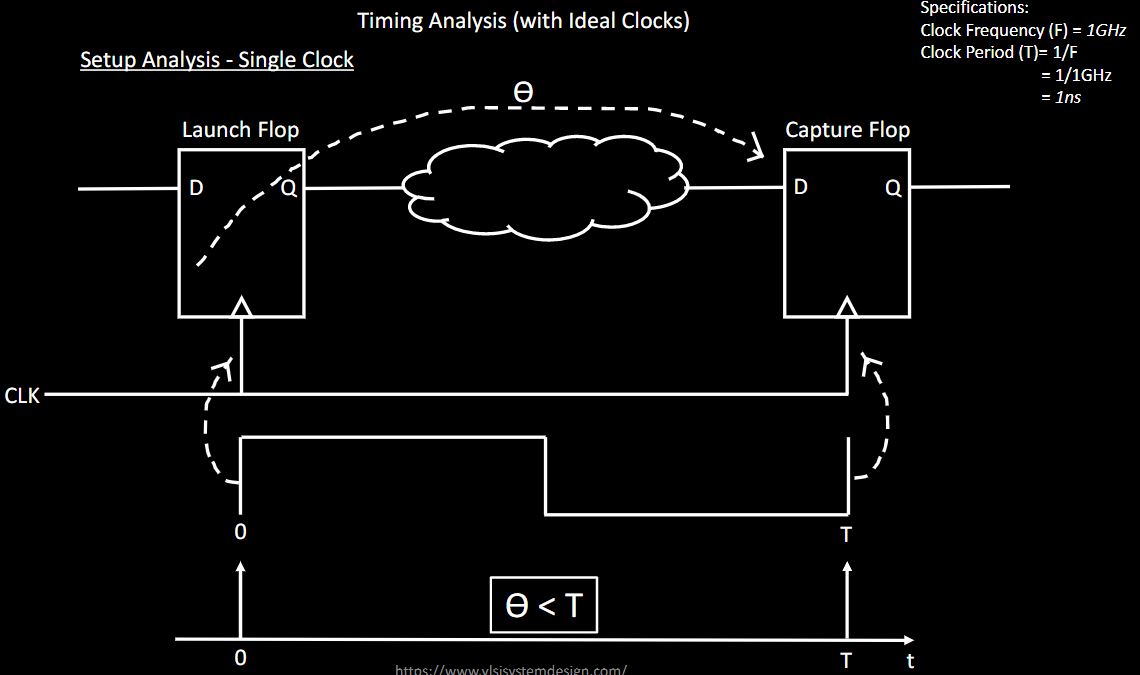 Timing Analysis (with Ideal Clocks)
Specifications:
Clock Frequency (F) = 1GHz
Clock Period (T)= 1/F
= 1/1GHz
= 1ns
Setup Analysis - Single Clock
Ɵ
Launch Flop
Capture Flop
D
Q
D
Q
CLK
0
T
Ɵ < T
0
T
t
https://www.vlsisystemdesign.com/